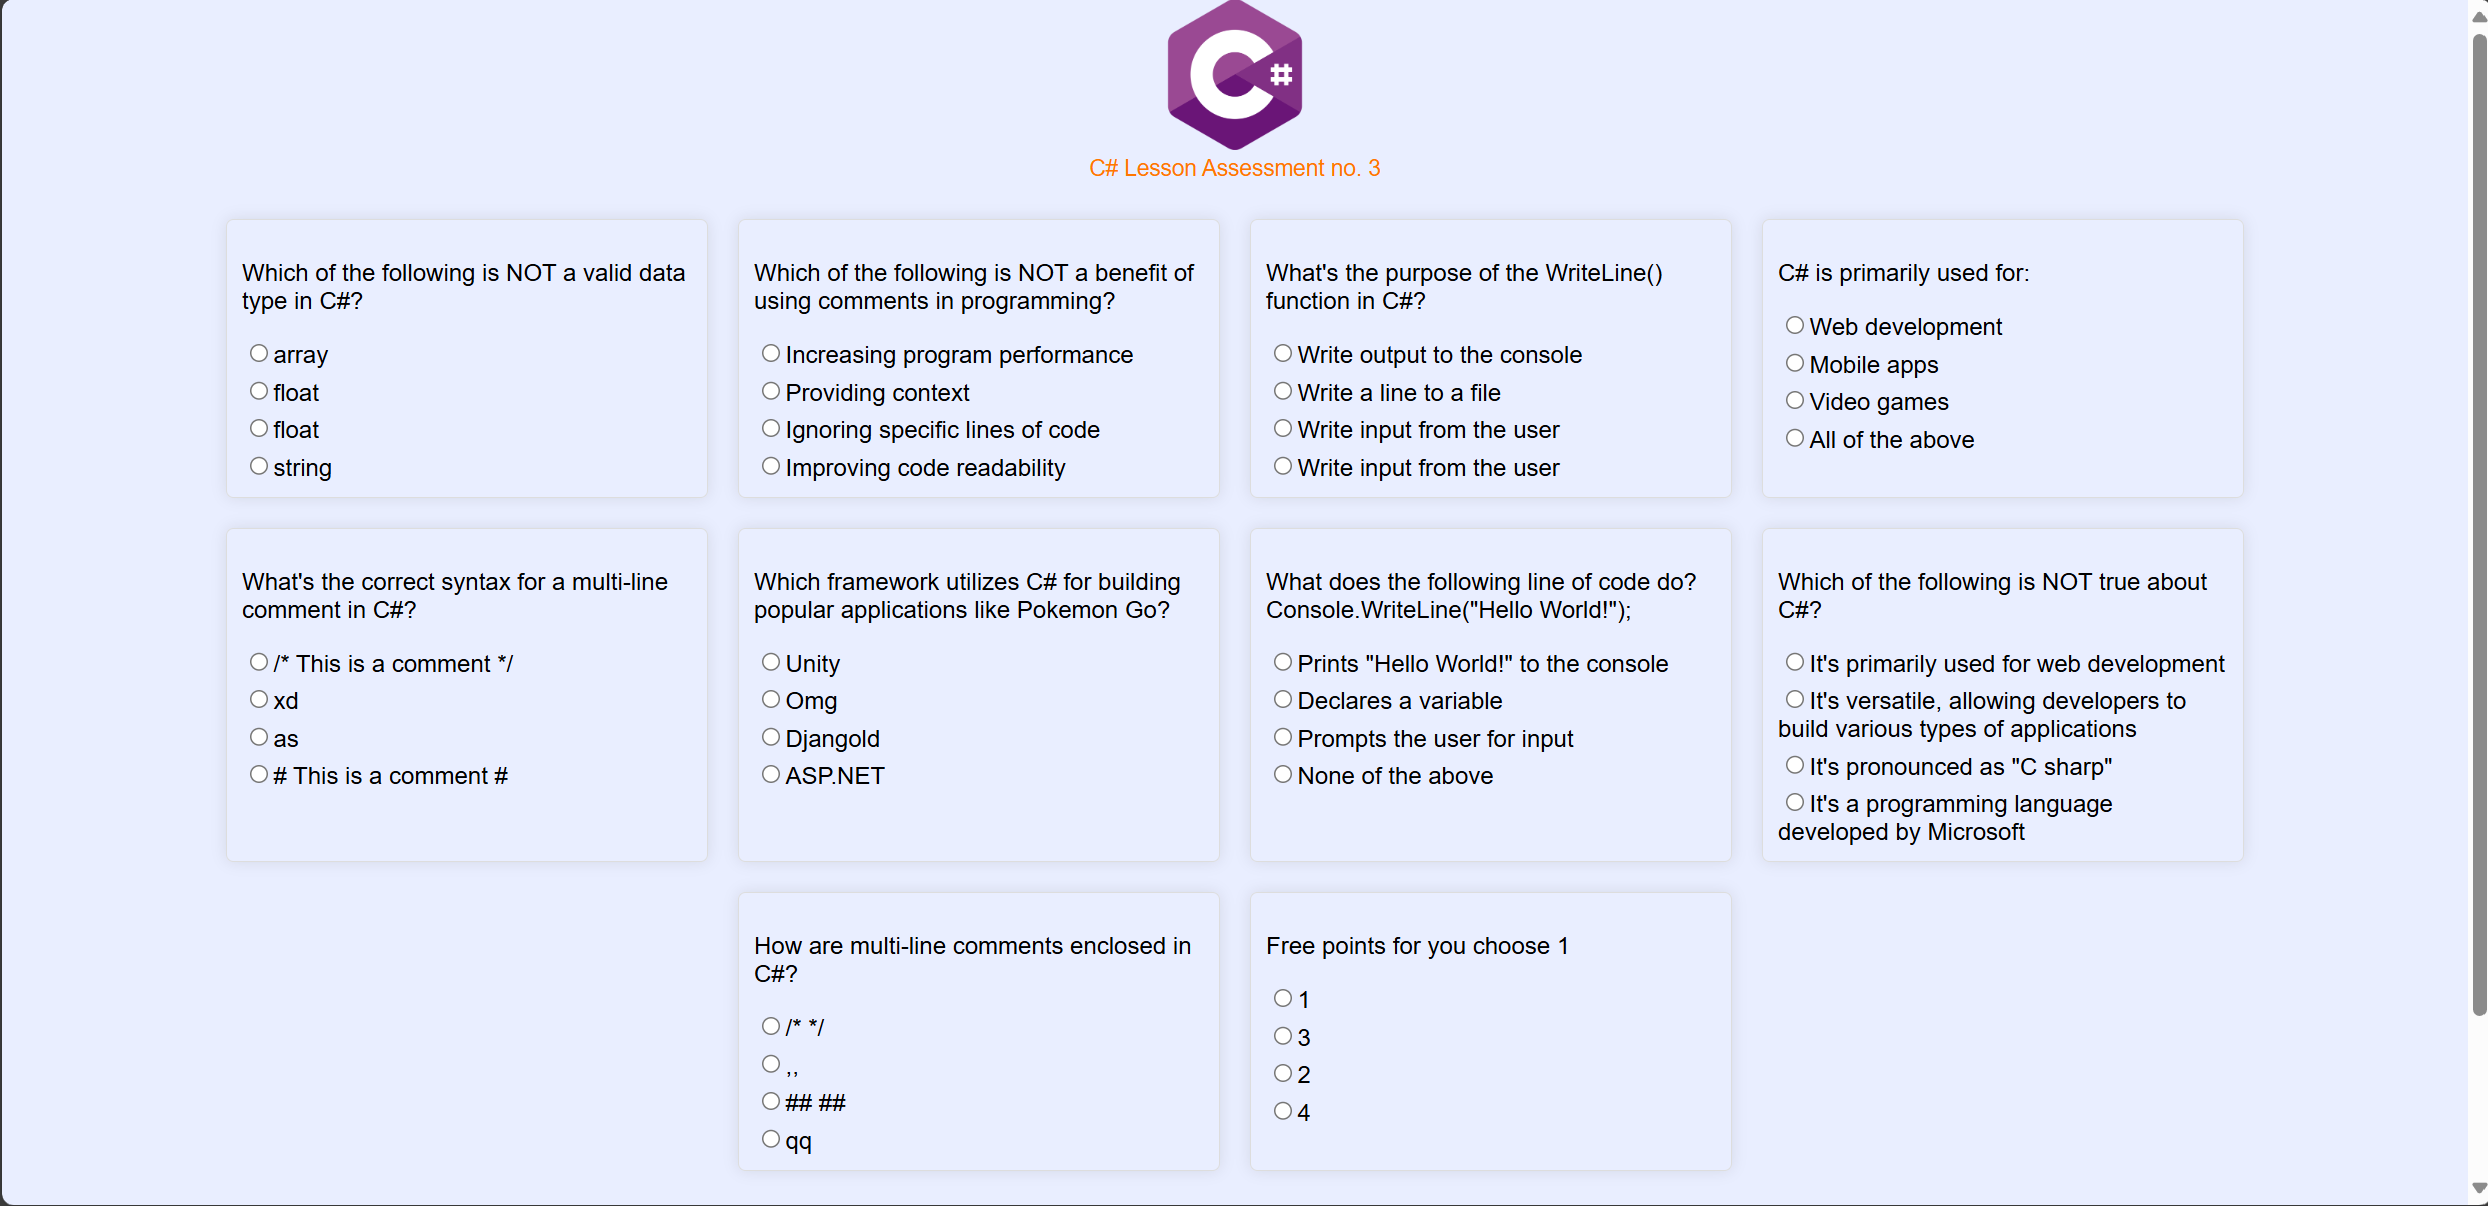 C#
C# Lesson Assessment no. 3
Which of the following is NOT a valid data
type in C#?
array
float
float
string
Which of the following is NOT a benefit of
using comments in programming?
Increasing program performance
Providing context
Ignoring specific lines of code
Improving code readability
What's the purpose of the WriteLine()
function in C#?
Write output to the console
Write a line to a file
Write input from the user
Write input from the user
C# is primarily used for:
Web development
Mobile apps
Video games
All of the above
What's the correct syntax for a multi-line
comment in C#?
/* This is a comment */
xd
as
# This is a comment #
Which framework utilizes C# for building
popular applications like Pokemon Go?
Unity
Omg
Djangold
ASP.NET
What does the following line of code do?
Console.WriteLine("Hello World!");
Prints "Hello World!" to the console
Declares a variable
Prompts the user for input
None of the above
Which of the following is NOT true about
C#?
It's primarily used for web development
It's versatile, allowing developers to
build various types of applications
It's pronounced as "C sharp"
It's a programming language
developed by Microsoft
How are multi-line comments enclosed in
C#?
/* */
,,
## ##
qq
Free points for you choose 1
1
3
2
4